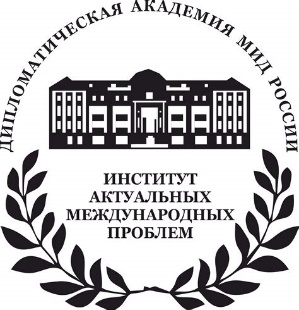 ДИПЛОМАТИЧЕСКАЯ АКАДЕМИЯ МИД РОССИИ
ИНСТИТУТ
АКТУАЛЬНЫХ
МЕЖДУНАРОДНЫХ
ПРОБЛЕМ